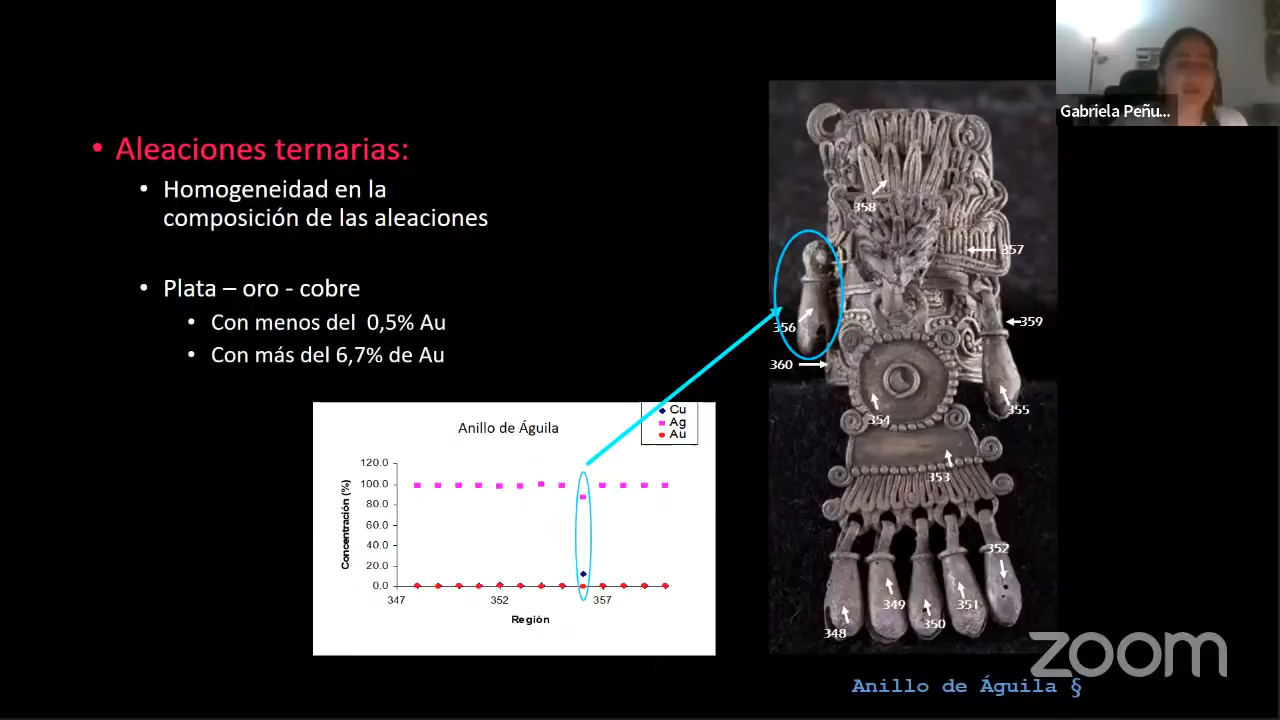 Gabriela Peñu...
• Aleaciones ternarias:
• Homogeneidad en la
composición de las aleaciones
• Plata – oro - cobre
• Con menos del 0,5% Au
• Con más del 6,7% de Au
Anillo de Águila
Cu
Ag
Au
Concentración (%)
120.0
100.0
80.0
60.0
40.0
20.0
0.0
347
352
357
Región
358
357
356
359
360
355
354
353
352
349
351
350
348
zoom
Anillo de Águila §